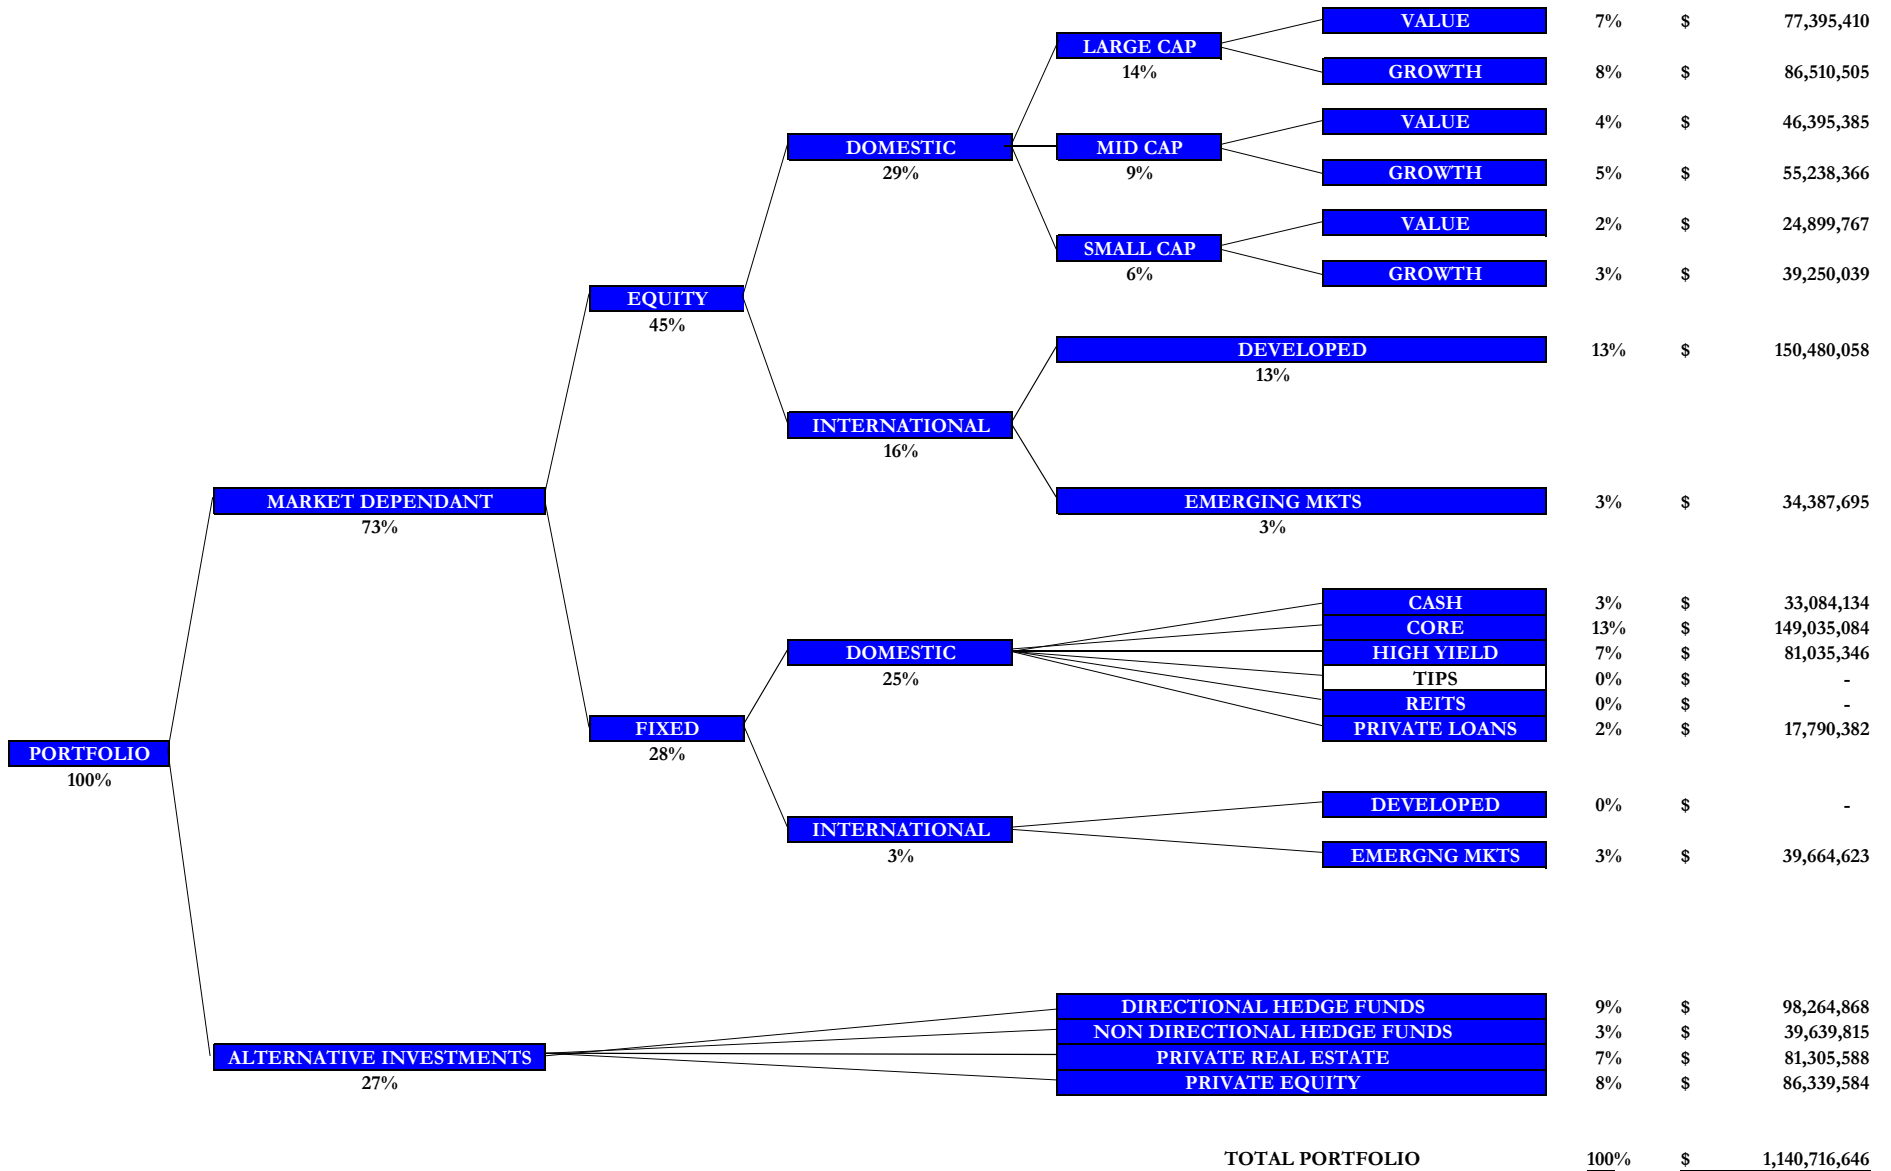 VALUE 7% $ 77,395,410
LARGE CAP
14%
GROWTH 8% $ 86,510,505
VALUE 4% $ 46,395,385
DOMESTIC MID CAP
29% 9%
GROWTH 5% $ 55,238,366
VALUE 2% $ 24,899,767
SMALL CAP
6%
GROWTH 3% $ 39,250,039
EQUITY
45%
DEVELOPED 13% $ 150,480,058
13%
INTERNATIONAL
16%
MARKET DEPENDANT EMERGING MKTS 3% $ 34,387,695
73% 3%
CASH 3% $ 33,084,134
CORE 13% $ 149,035,084
DOMESTIC HIGH YIELD 7% $ 81,035,346
25% TIPS 0% $ -
REITS 0% $ -
FIXED PRIVATE LOANS 2% $ 17,790,382
28%
PORTFOLIO
100%
DEVELOPED 0% $ -
INTERNATIONAL
3% EMERGNG MKTS 3% $ 39,664,623
DIRECTIONAL HEDGE FUNDS 9% $ 98,264,868
NON DIRECTIONAL HEDGE FUNDS 3% $ 39,639,815
ALTERNATIVE INVESTMENTS PRIVATE REAL ESTATE 7% $ 81,305,588
27% PRIVATE EQUITY 8% $ 86,339,584
TOTAL PORTFOLIO 100% $ 1,140,716,646